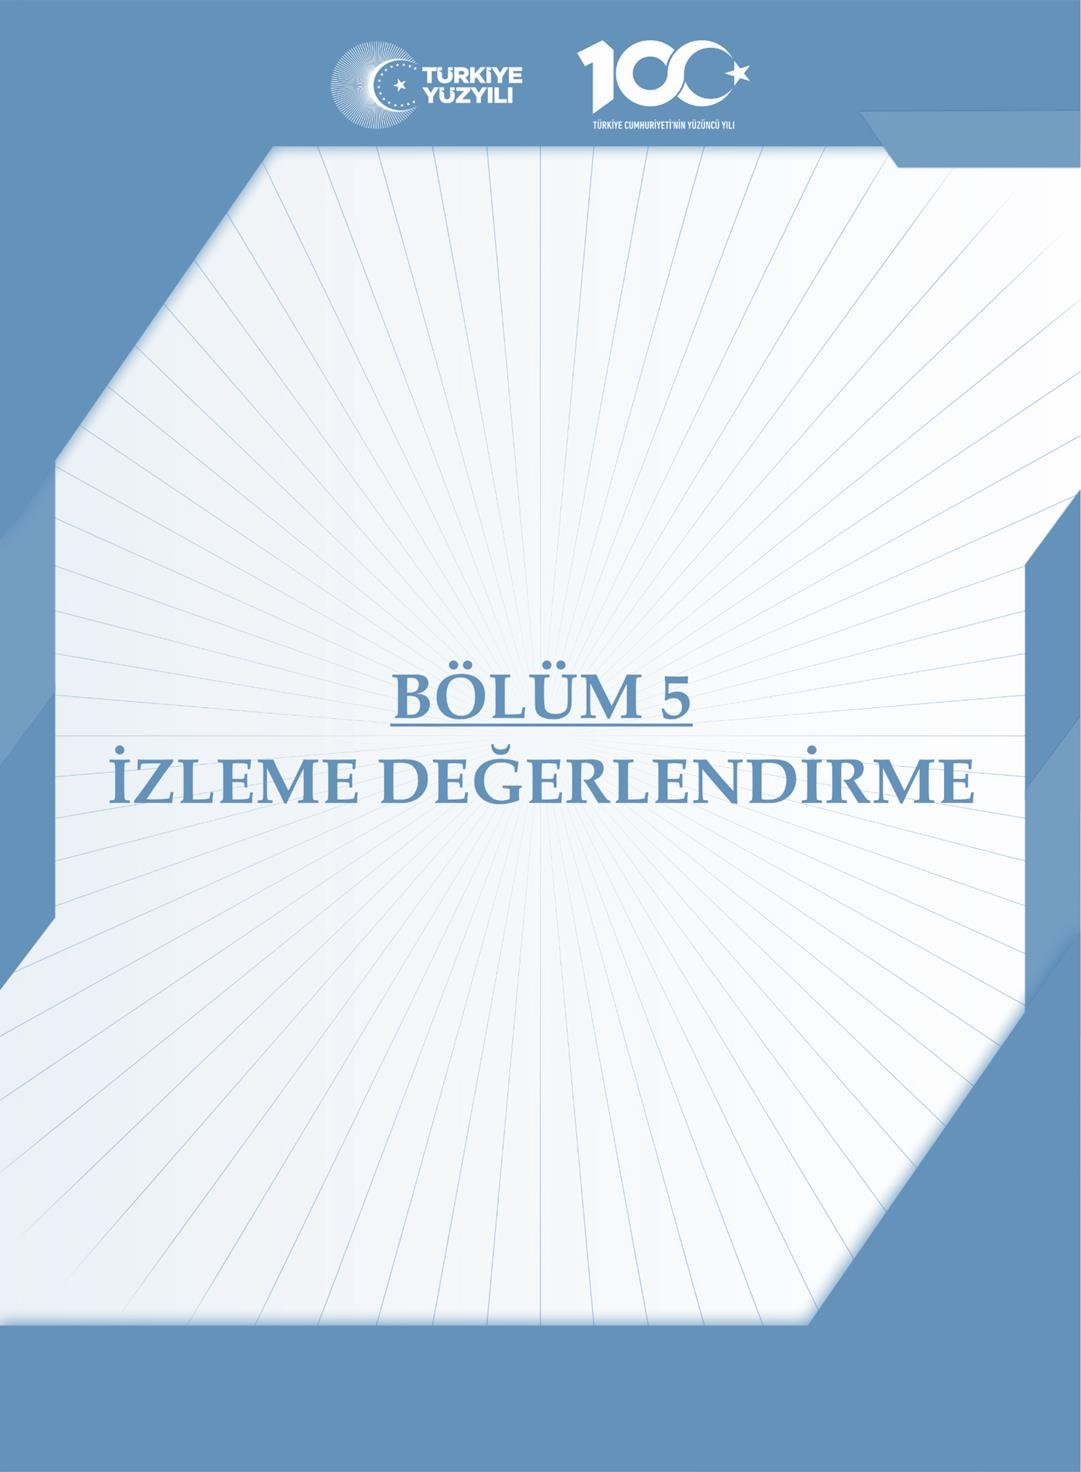 TÜRKİYE
YÜZYILI
100
TÜRKİYE CUMHURİYETİ'NİN YÜZÜNCÜ YILI
BÖLÜM 5
İZLEME DEĞERLENDİRME